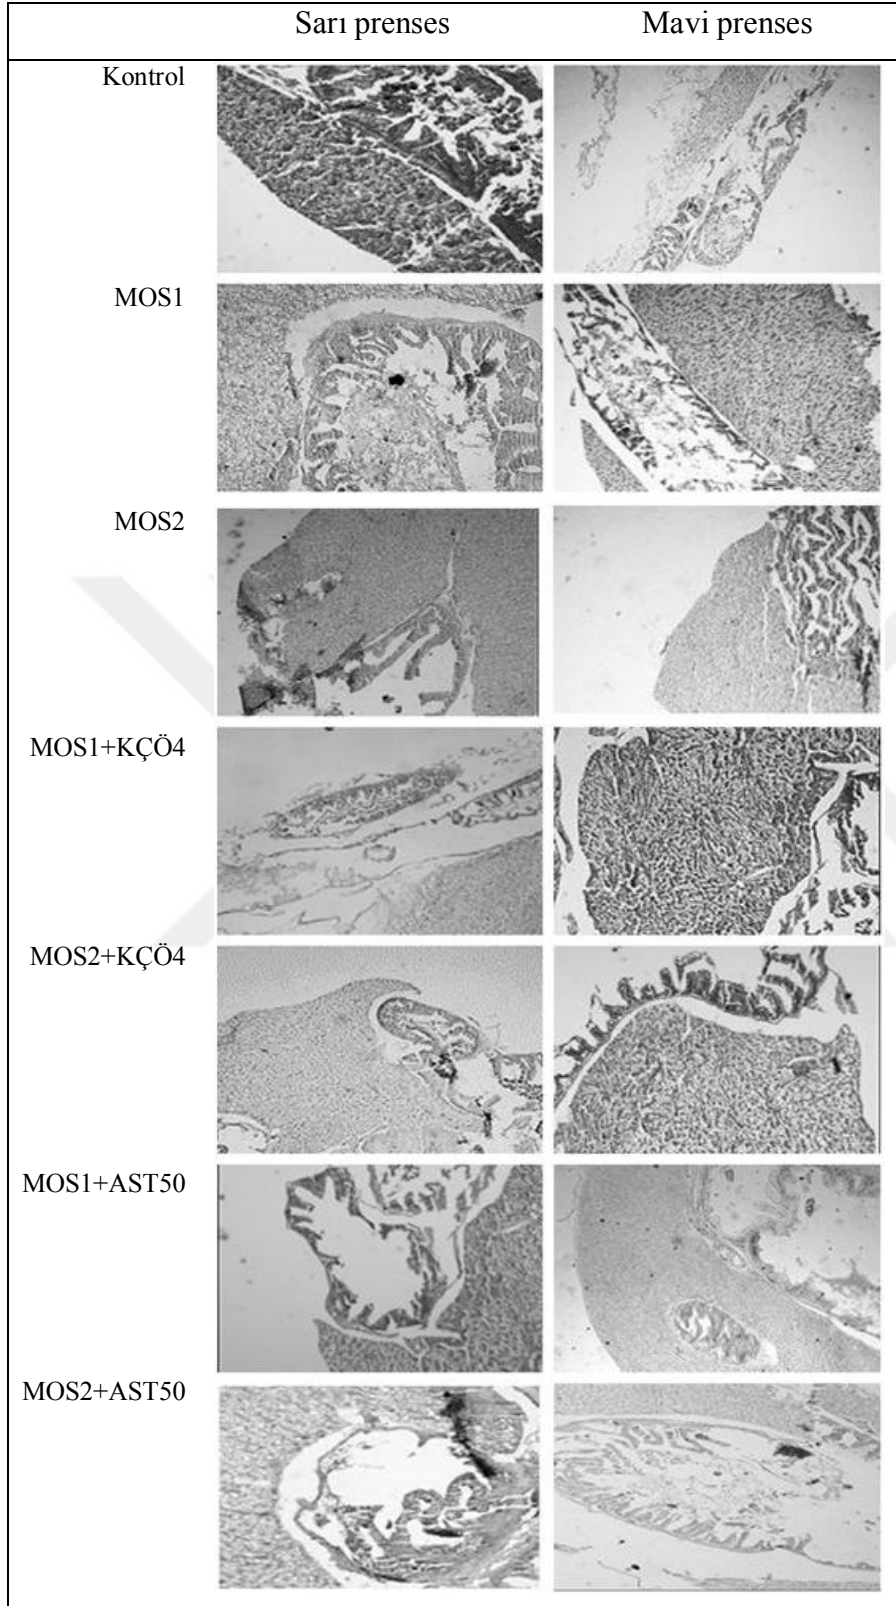 Sarı prenses Mavi prenses
Kontrol
MOS1
MOS2
MOS1+KÇÖ4
MOS2+KÇÖ4
MOS1+AST50
MOS2+AST50